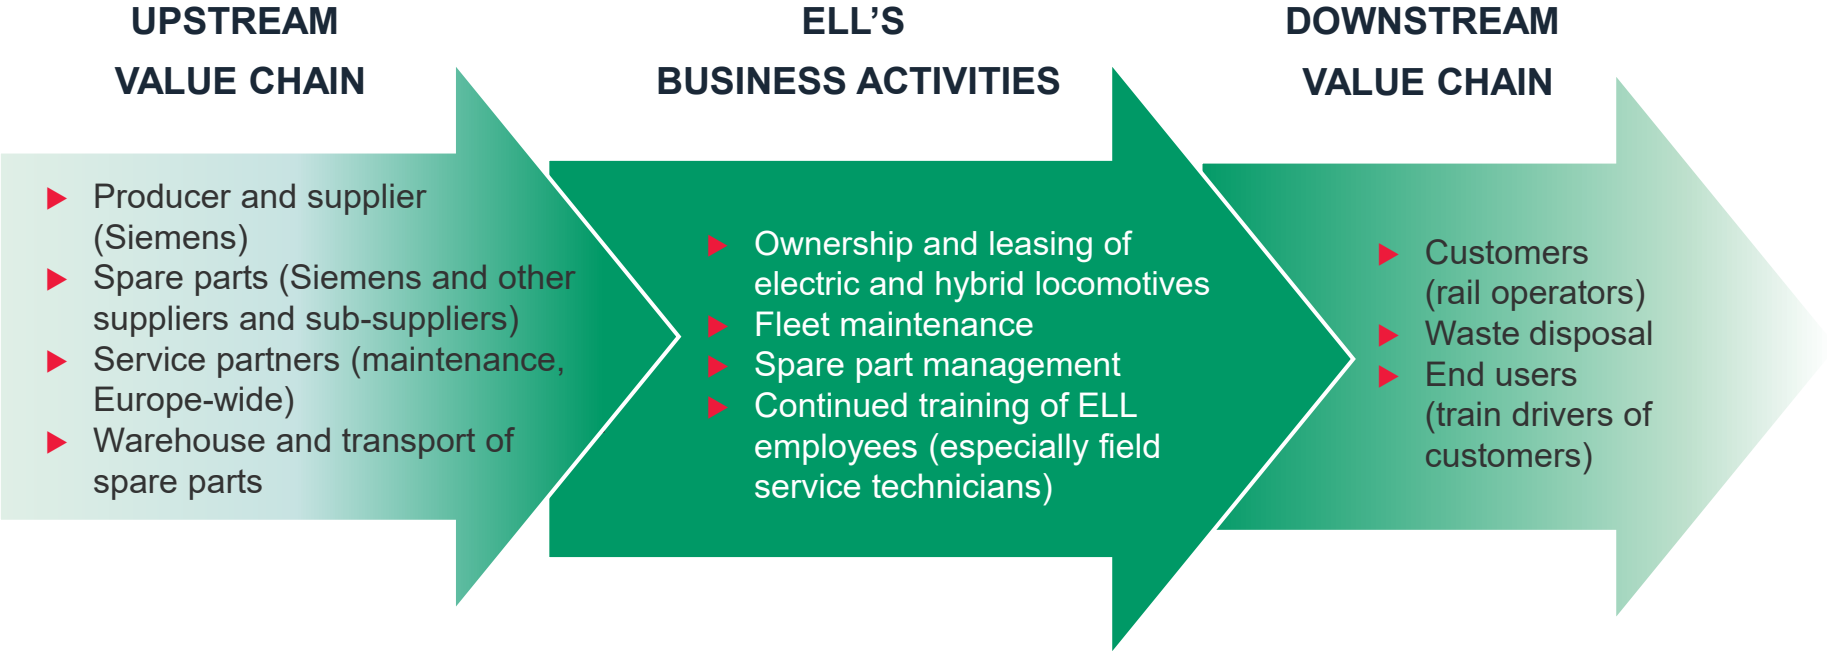 UPSTREAM
VALUE CHAIN
Producer and supplier
(Siemens)
Spare parts (Siemens and other
suppliers and sub-suppliers)
Service partners (maintenance,
Europe-wide)
Warehouse and transport of
spare parts
ELL’S
BUSINESS ACTIVITIES
Ownership and leasing of
electric and hybrid locomotives
Fleet maintenance
Spare part management
Continued training of ELL
employees (especially field
service technicians)
DOWNSTREAM
VALUE CHAIN
Customers
(rail operators)
Waste disposal
End users
(train drivers of
customers)